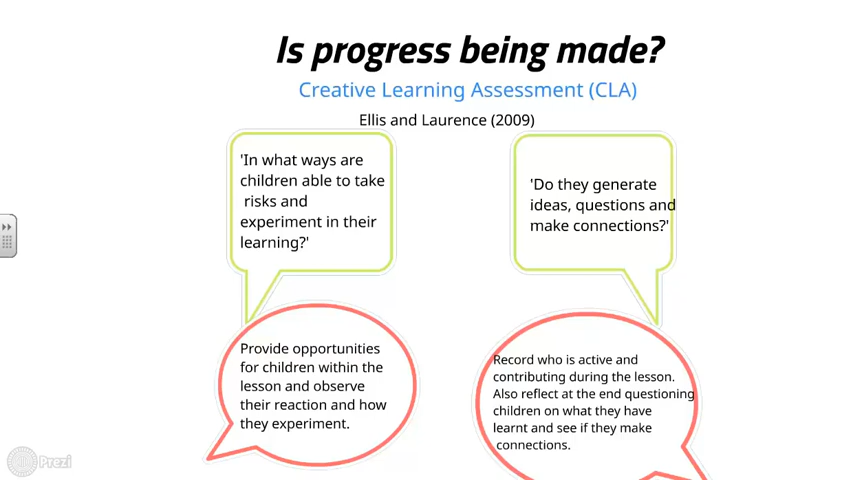 Is progress being made?
Creative Learning Assessment (CLA)
Ellis and Laurence (2009)
'In what ways are
children able to take
risks and
experiment in their
learning?'
'Do they generate
ideas, questions and
make connections?'
Provide opportunities
for children within the
lesson and observe
their reaction and how
they experiment.
Record who is active and
contributing during the lesson.
Also reflect at the end questioning
children on what they have
learnt and see if they make
connections.
Prezi